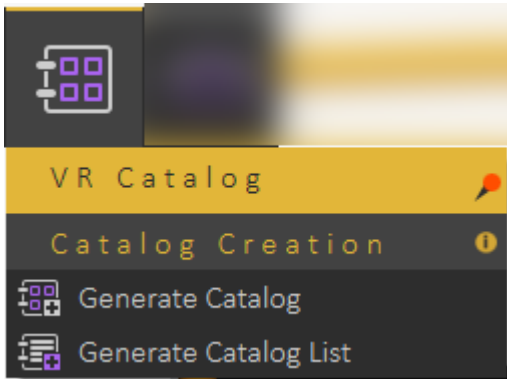 VR Catalog
Catalog Creation
Generate Catalog
Generate Catalog List